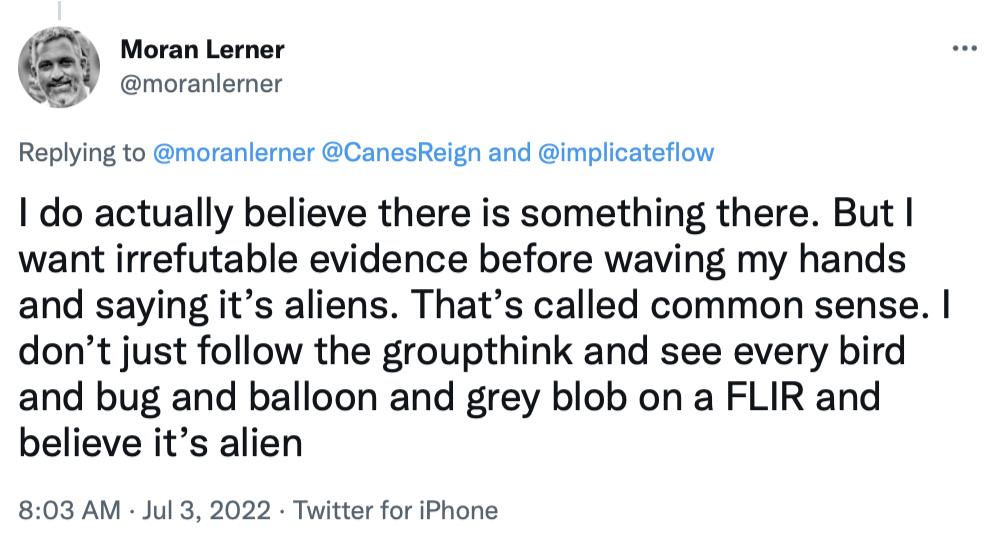 Moran Lerner
@moranlerner
Replying to @moranlerner @CanesReign and @implicateflow
I do actually believe there is something there. But I
want irrefutable evidence before waving my hands
and saying it’s aliens. That’s called common sense. I
don’t just follow the groupthink and see every bird
and bug and balloon and grey blob on a FLIR and
believe it’s alien
8:03 AM · Jul 3, 2022 · Twitter for iPhone